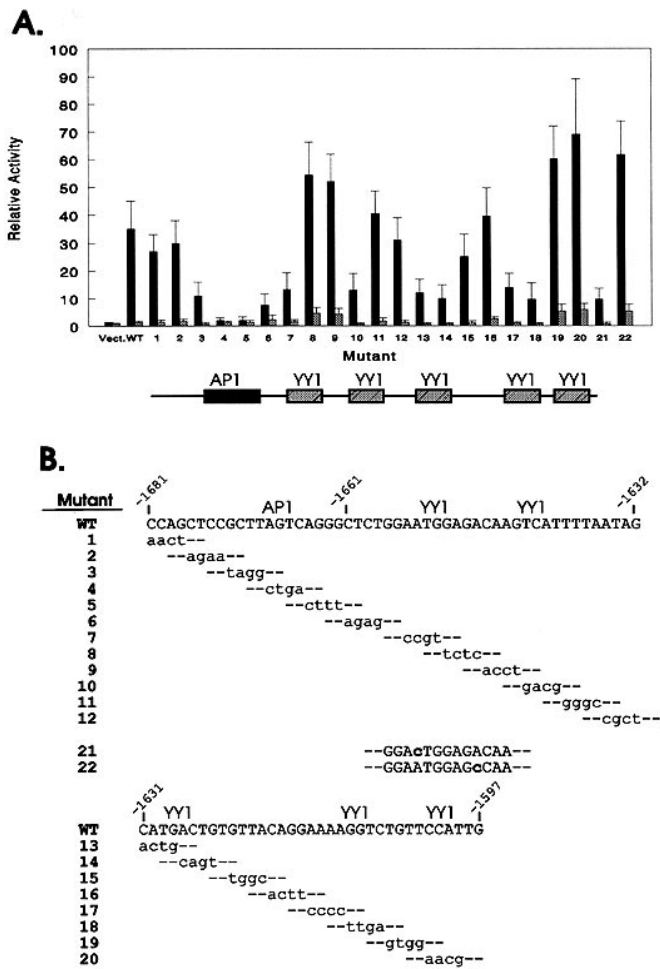 A.
100
90
80
70
60
50
40
30
20
10
0
Relative Activity
Vect. WT 1 2 3 4 5 6 7 8 9 10 11 12 13 14 15 16 17 18 19 20 21 22
Mutant
AP1 YY1 YY1 YY1 YY1 YY1
B.
Mutant
-1681 -1661 -1632
AP1 YY1 YY1
WT CCAGCTCCGCTTAGTCAGGGCTCTGGAATGGAGACAAGTCATTTTAATAG
1 aact--
2 --agaa--
3 --tagg--
4 --ctga--
5 --cttt--
6 --agag--
7 --ccgt--
8 --tctc--
9 --acct--
10 --gacg--
11 --gggc--
12 --cgct--
21 --GGAcTGGAGACAA--
22 --GGAATGGAGcCAA--
-1631 -1597
YY1 YY1 YY1
WT CATGACTGTGTTACAGGAAAAGGTCTGTTCCATTG
13 actg--
14 --cagt--
15 --tggc--
16 --actt--
17 --cccc--
18 --ttga--
19 --gtgg--
20 --aacg--